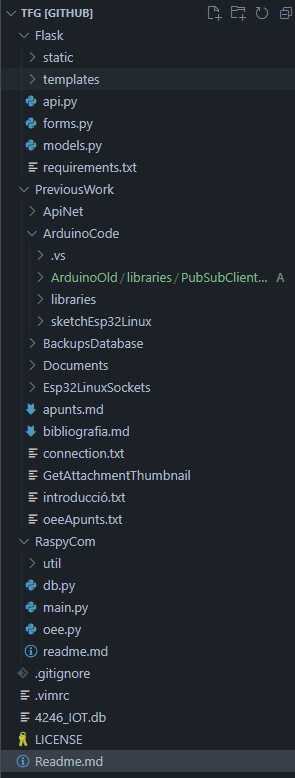 TFG [GITHUB]
Flask
static
templates
api.py
forms.py
models.py
requirements.txt
PreviousWork
ApiNet
ArduinoCode
.vs
ArduinoOld / libraries / PubSubClient... A
libraries
sketchEsp32Linux
BackupsDatabase
Documents
Esp32LinuxSockets
apunts.md
bibliografia.md
connection.txt
GetAttachmentThumbnail
introducció.txt
oeeApunts.txt
RaspyCom
util
db.py
main.py
oee.py
readme.md
.gitignore
.vimrc
4246_IOT.db
LICENSE
Readme.md